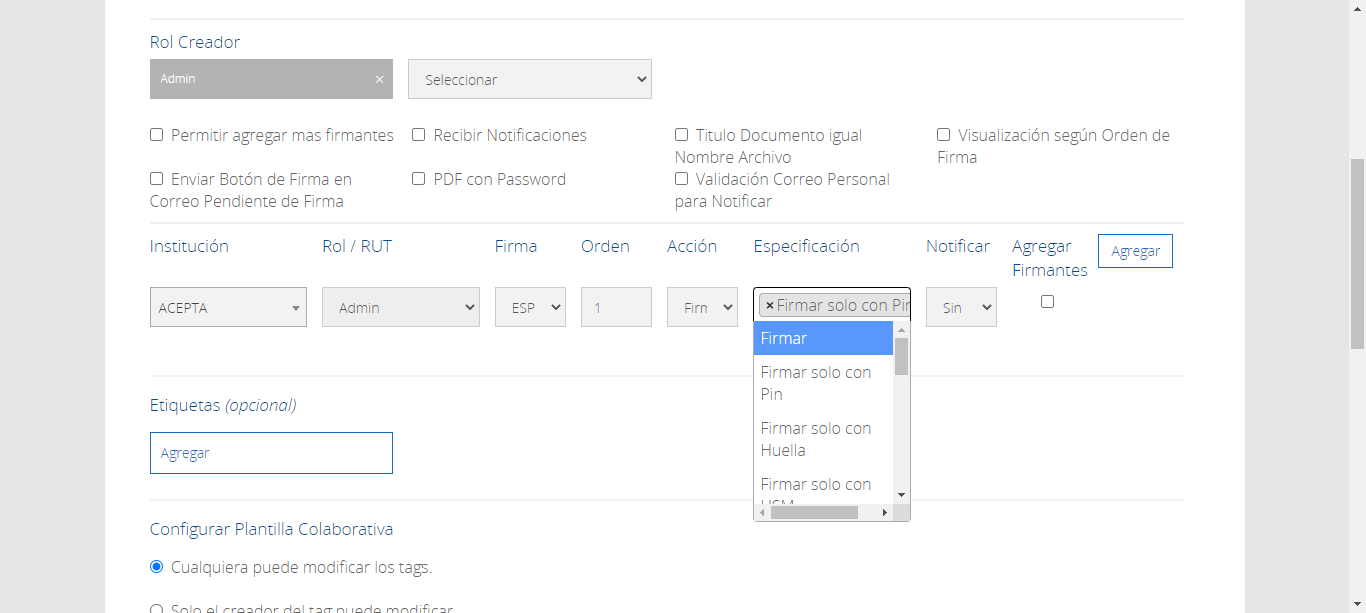 Rol Creador
Admin ×
Seleccionar
Permitir agregar mas firmantes
Recibir Notificaciones
Titulo Documento igual
Nombre Archivo
Visualización según Orden de
Firma
Enviar Botón de Firma en
Correo Pendiente de Firma
PDF con Password
Validación Correo Personal
para Notificar
Institución
Rol / RUT
Firma
Orden
Acción
Especificación
Notificar
Agregar
Firmantes
Agregar
ACEPTA
Admin
ESP
1
Firn
× Firmar solo con Pin
Sin
Firmar
Firmar solo con
Pin
Firmar solo con
Huella
Firmar solo con
HSM
Etiquetas (opcional)
Agregar
Configurar Plantilla Colaborativa
Cualquiera puede modificar los tags.
Solo el creador del tag puede modificar